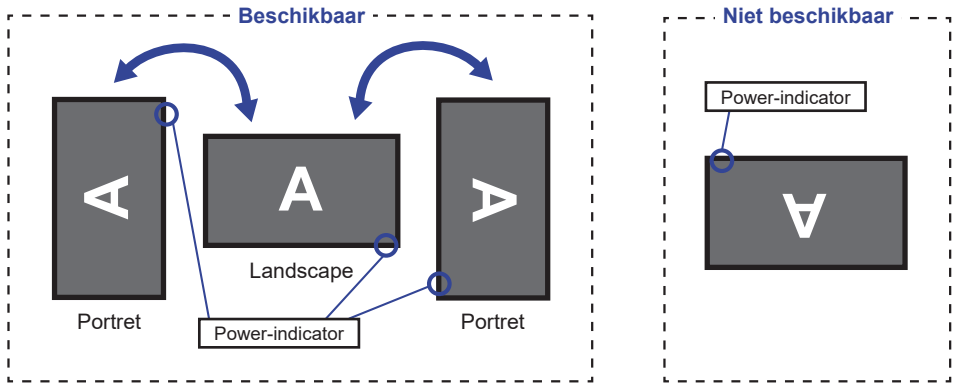 Beschikbaar
A
A
A
Landscape
Portret
Portret
Power-indicator
Niet beschikbaar
Power-indicator
A